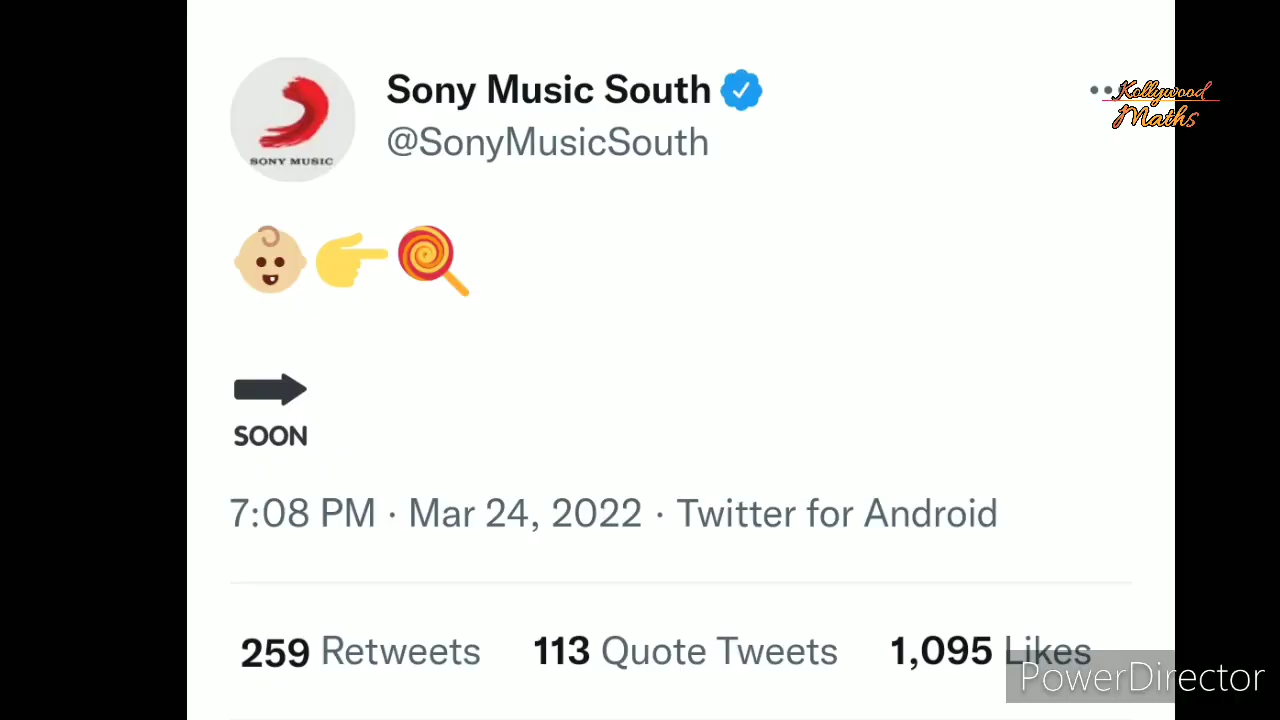 Sony Music South
@SonyMusicSouth
SONY MUSIC
Kollywood
Maths
SOON
7:08 PM · Mar 24, 2022 · Twitter for Android
259 Retweets 113 Quote Tweets 1,095 Likes
PowerDirector